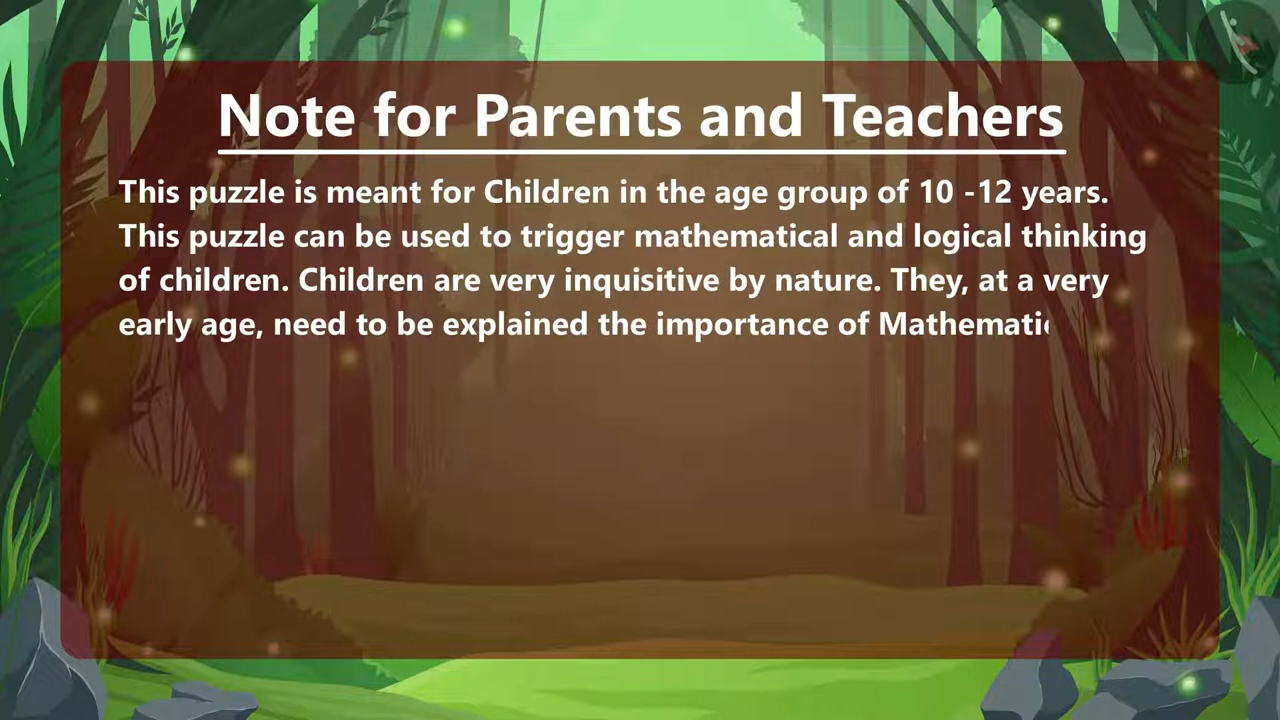 Note for Parents and Teachers
This puzzle is meant for Children in the age group of 10 -12 years.
This puzzle can be used to trigger mathematical and logical thinking
of children. Children are very inquisitive by nature. They, at a very
early age, need to be explained the importance of Mathemati